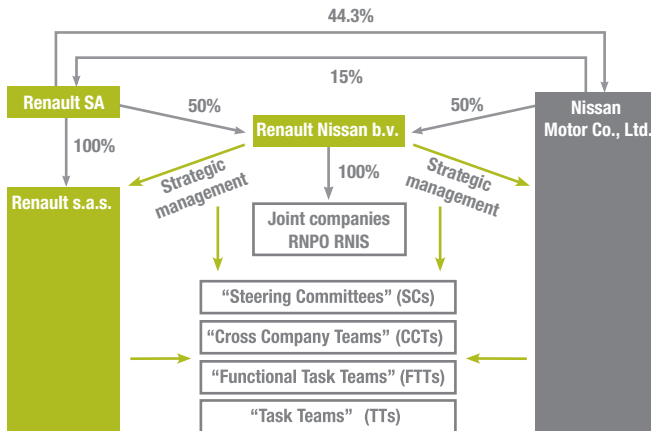 44.3%
15%
Renault SA
50%
Renault Nissan b.v.
50%
Nissan
Motor Co., Ltd.
100%
Strategic
management
100%
Strategic
management
Renault s.a.s.
Joint companies
RNPO RNIS
“Steering Committees” (SCs)
“Cross Company Teams” (CCTs)
“Functional Task Teams” (FTTs)
“Task Teams” (TTs)